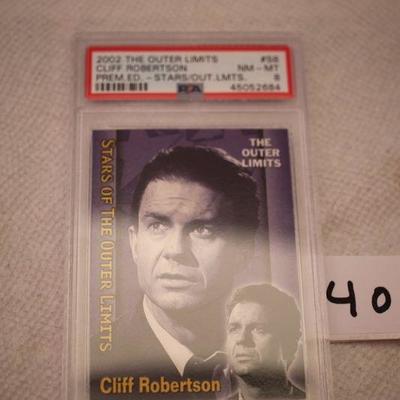 2002 THE OUTER LIMITS #S8
CLIFF ROBERTSON NM-MT
PREM.ED.-STARS/OUT.LMTS. 8
PSA 45052684
STARS OF THE OUTER LIMITS
THE
OUTER
LIMITS
Cliff Robertson
40